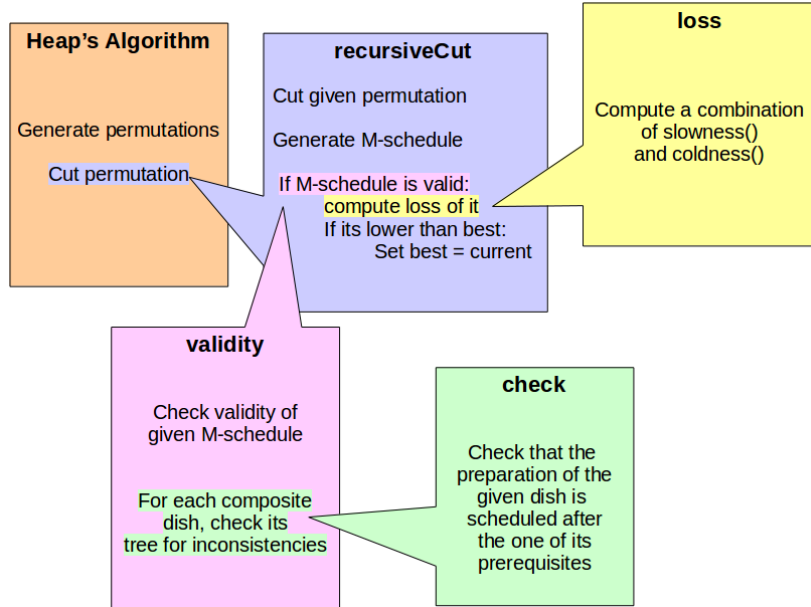 Heap's Algorithm
Generate permutations
Cut permutation
recursiveCut
Cut given permutation
Generate M-schedule
If M-schedule is valid:
compute loss of it
If its lower than best:
Set best = current
loss
Compute a combination
of slowness()
and coldness()
validity
Check validity of
given M-schedule
For each composite
dish, check its
tree for inconsistencies
check
Check that the
preparation of the
given dish is
scheduled after
the one of its
prerequisites